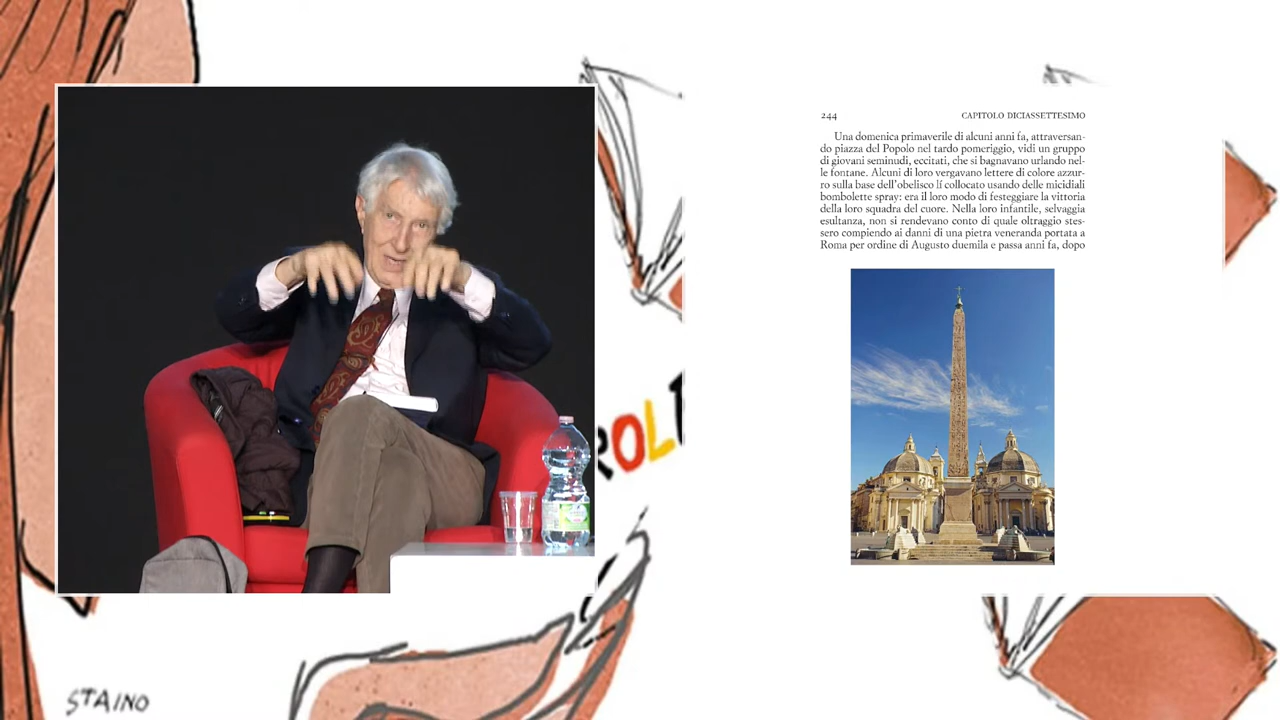 244 CAPITOLO DICIASSETTESIMO
Una domenica primaverile di alcuni anni fa, attraversan-
do piazza del Popolo nel tardo pomeriggio, vidi un gruppo
di giovani seminudi, eccitati, che si bagnavano urlando nel-
le fontane. Alcuni di loro vergavano lettere di colore azzur-
ro sulla base dell'obelisco lí collocato usando delle micidiali
bombolette spray: era il loro modo di festeggiare la vittoria
della loro squadra del cuore. Nella loro infantile, selvaggia
esultanza, non si rendevano conto di quale oltraggio stes-
sero compiendo ai danni di una pietra veneranda portata a
Roma per ordine di Augusto duemila e passa anni fa, dopo
ROLE
STAINO